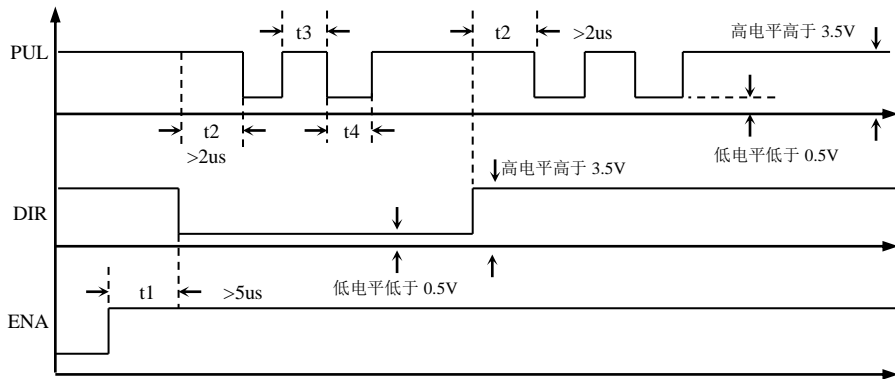 t3
t2
>2us
高电平高于 3.5V
PUL
t2
t4
>2us
低电平低于 0.5V
高电平高于 3.5V
DIR
t1
>5us
低电平低于 0.5V
ENA